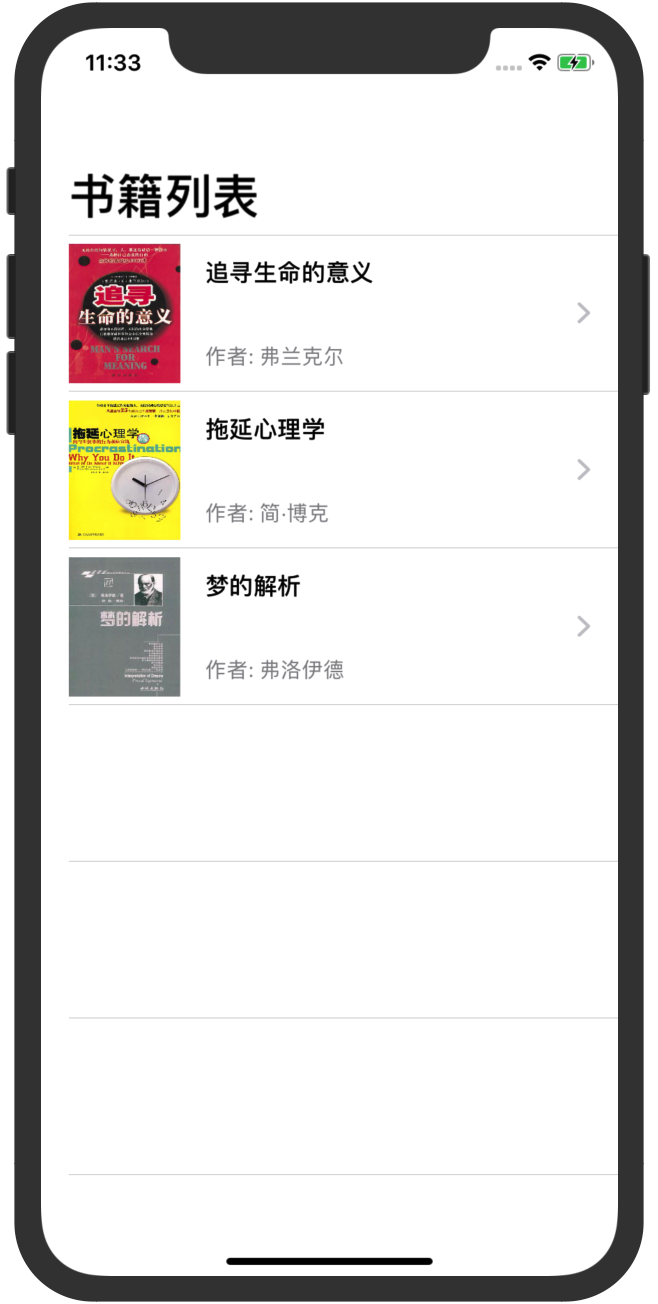 11:33
书籍列表
追寻
生命的意义
MAN'S SEARCH
FOR
MEANING
追寻生命的意义
作者: 弗兰克尔
拖延心理学
Procrastination
Why You Do It
拖延心理学
作者: 简·博克
梦的解析
梦的解析
作者: 弗洛伊德